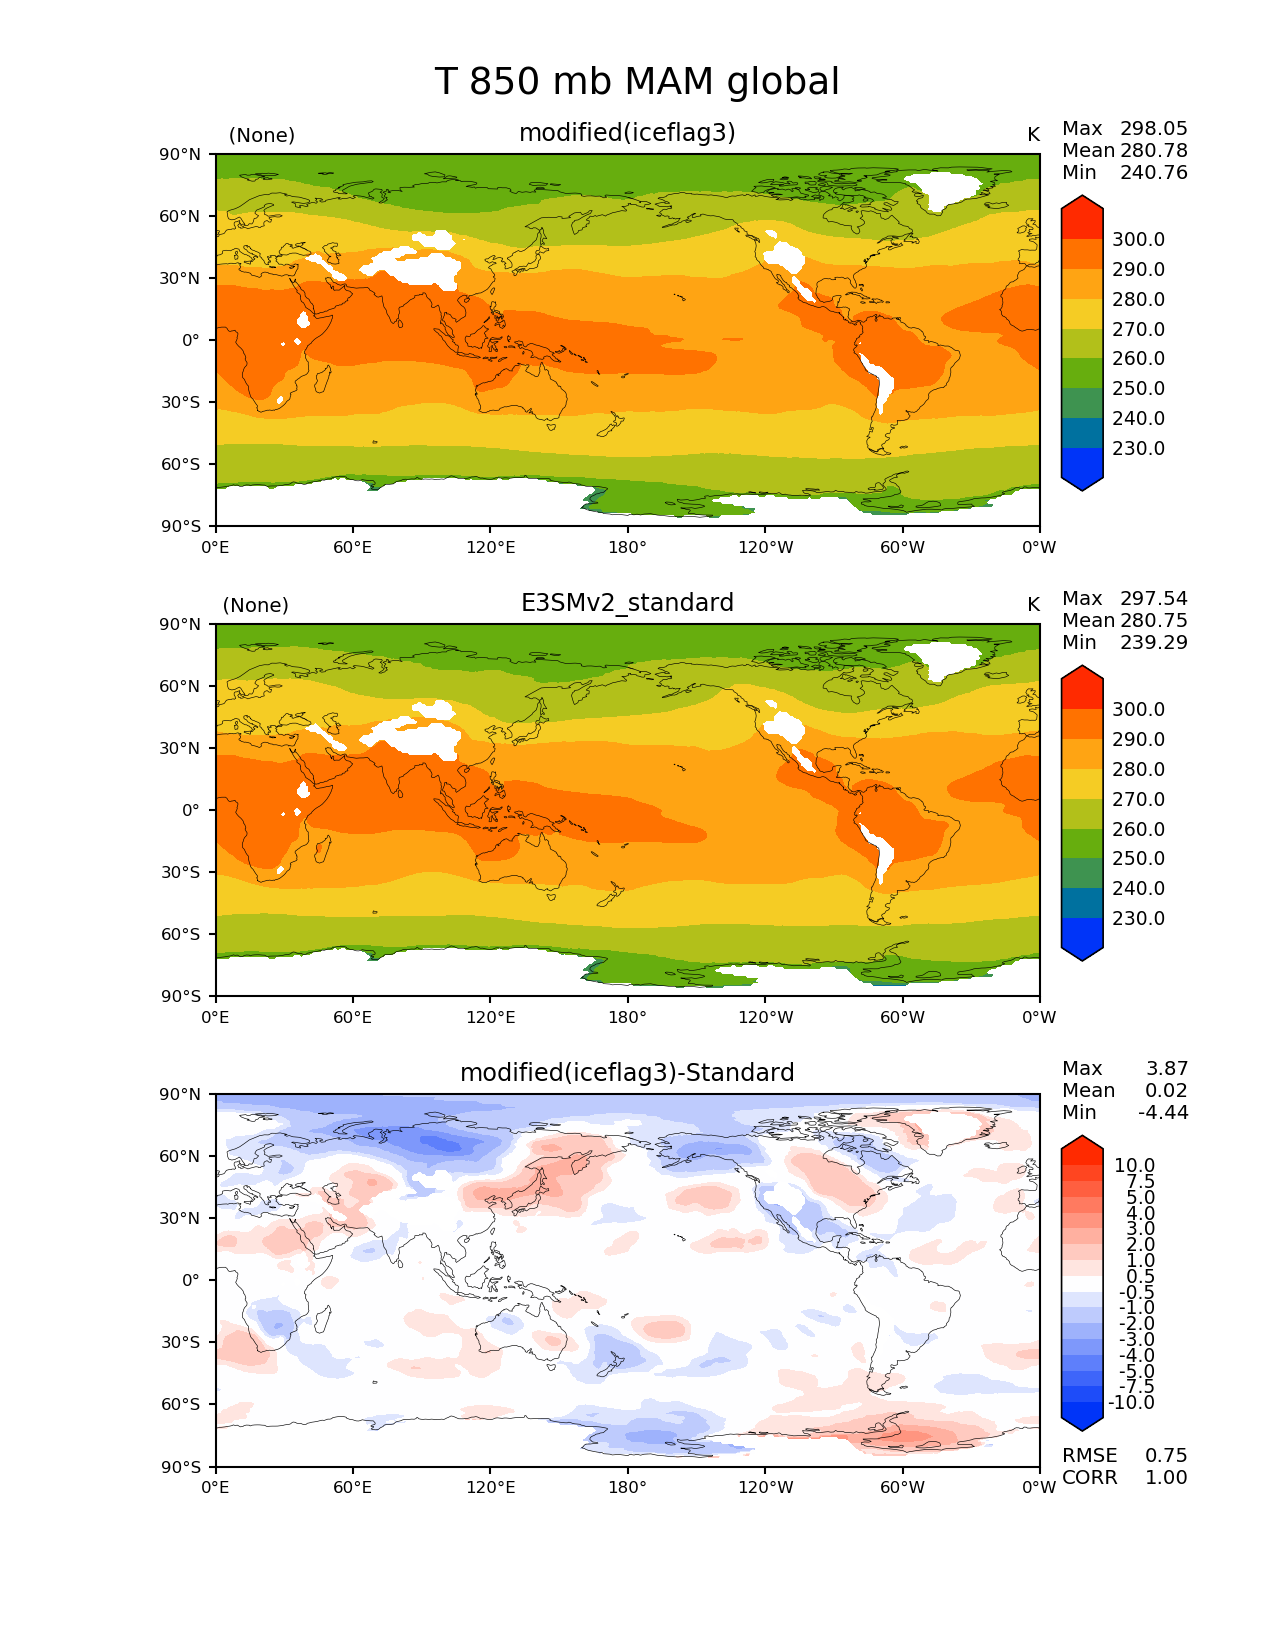 T 850 mb MAM global
(None) modified(iceflag3) K
Max 298.05
Mean 280.78
Min 240.76
90°N
60°N
30°N
0°
30°S
60°S
90°S
0°E 60°E 120°E 180° 120°W 60°W 0°W
300.0
290.0
280.0
270.0
260.0
250.0
240.0
230.0
(None) E3SMv2_standard K
Max 297.54
Mean 280.75
Min 239.29
90°N
60°N
30°N
0°
30°S
60°S
90°S
0°E 60°E 120°E 180° 120°W 60°W 0°W
300.0
290.0
280.0
270.0
260.0
250.0
240.0
230.0
modified(iceflag3)-Standard
Max 3.87
Mean 0.02
Min -4.44
90°N
60°N
30°N
0°
30°S
60°S
90°S
0°E 60°E 120°E 180° 120°W 60°W 0°W
10.0
7.5
5.0
4.0
3.0
2.0
1.0
0.5
-0.5
-1.0
-2.0
-3.0
-4.0
-5.0
-7.5
-10.0
RMSE 0.75
CORR 1.00